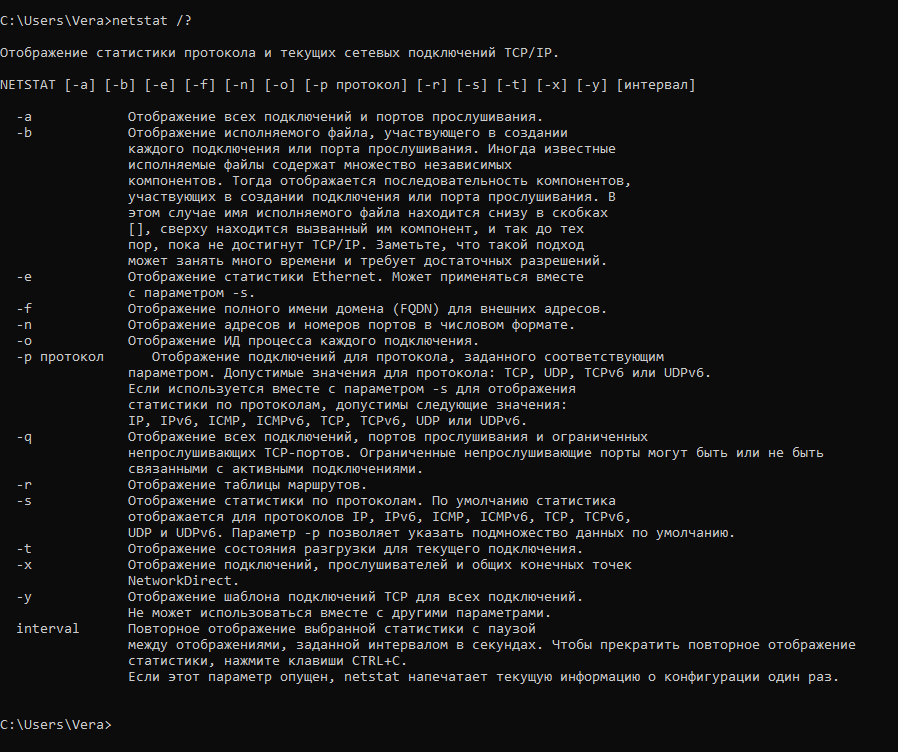 C:\Users\Vera>netstat /?
Отображение статистики протокола и текущих сетевых подключений TCP/IP.
NETSTAT [-a] [-b] [-e] [-f] [-n] [-o] [-p протокол] [-r] [-s] [-t] [-x] [-y] [интервал]
-a Отображение всех подключений и портов прослушивания.
-b Отображение исполняемого файла, участвующего в создании
каждого подключения или порта прослушивания. Иногда известные
исполняемые файлы содержат множество независимых
компонентов. Тогда отображается последовательность компонентов,
участвующих в создании подключения или порта прослушивания. В
этом случае имя исполняемого файла находится снизу в скобках
[], сверху находится вызванный им компонент, и так до тех
пор, пока не достигнут TCP/IP. Заметьте, что такой подход
может занять много времени и требует достаточных разрешений.
-e Отображение статистики Ethernet. Может применяться вместе
с параметром -s.
-f Отображение полного имени домена (FQDN) для внешних адресов.
-n Отображение адресов и номеров портов в числовом формате.
-o Отображение ИД процесса каждого подключения.
-p протокол Отображение подключений для протокола, заданного соответствующим
параметром. Допустимые значения для протокола: TCP, UDP, TCPv6 или UDPv6.
Если используется вместе с параметром -s для отображения
статистики по протоколам, допустимы следующие значения:
IP, IPv6, ICMP, ICMPv6, TCP, TCPv6, UDP или UDPv6.
-q Отображение всех подключений, портов прослушивания и ограниченных
непрослушивающих TCP-портов. Ограниченные непрослушивающие порты могут быть или не быть
связанными с активными подключениями.
-r Отображение таблицы маршрутов.
-s Отображение статистики по протоколам. По умолчанию статистика
отображается для протоколов IP, IPv6, ICMP, ICMPv6, TCP, TCPv6,
UDP и UDPv6. Параметр -p позволяет указать подмножество данных по умолчанию.
-t Отображение состояния разгрузки для текущего подключения.
-x Отображение подключений, прослушивателей и общих конечных точек
NetworkDirect.
-y Отображение шаблона подключений TCP для всех подключений.
Не может использоваться вместе с другими параметрами.
interval Повторное отображение выбранной статистики с паузой
между отображениями, заданной интервалом в секундах. Чтобы прекратить повторное отображение
статистики, нажмите клавиши CTRL+C.
Если этот параметр опущен, netstat напечатает текущую информацию о конфигурации один раз.
C:\Users\Vera>